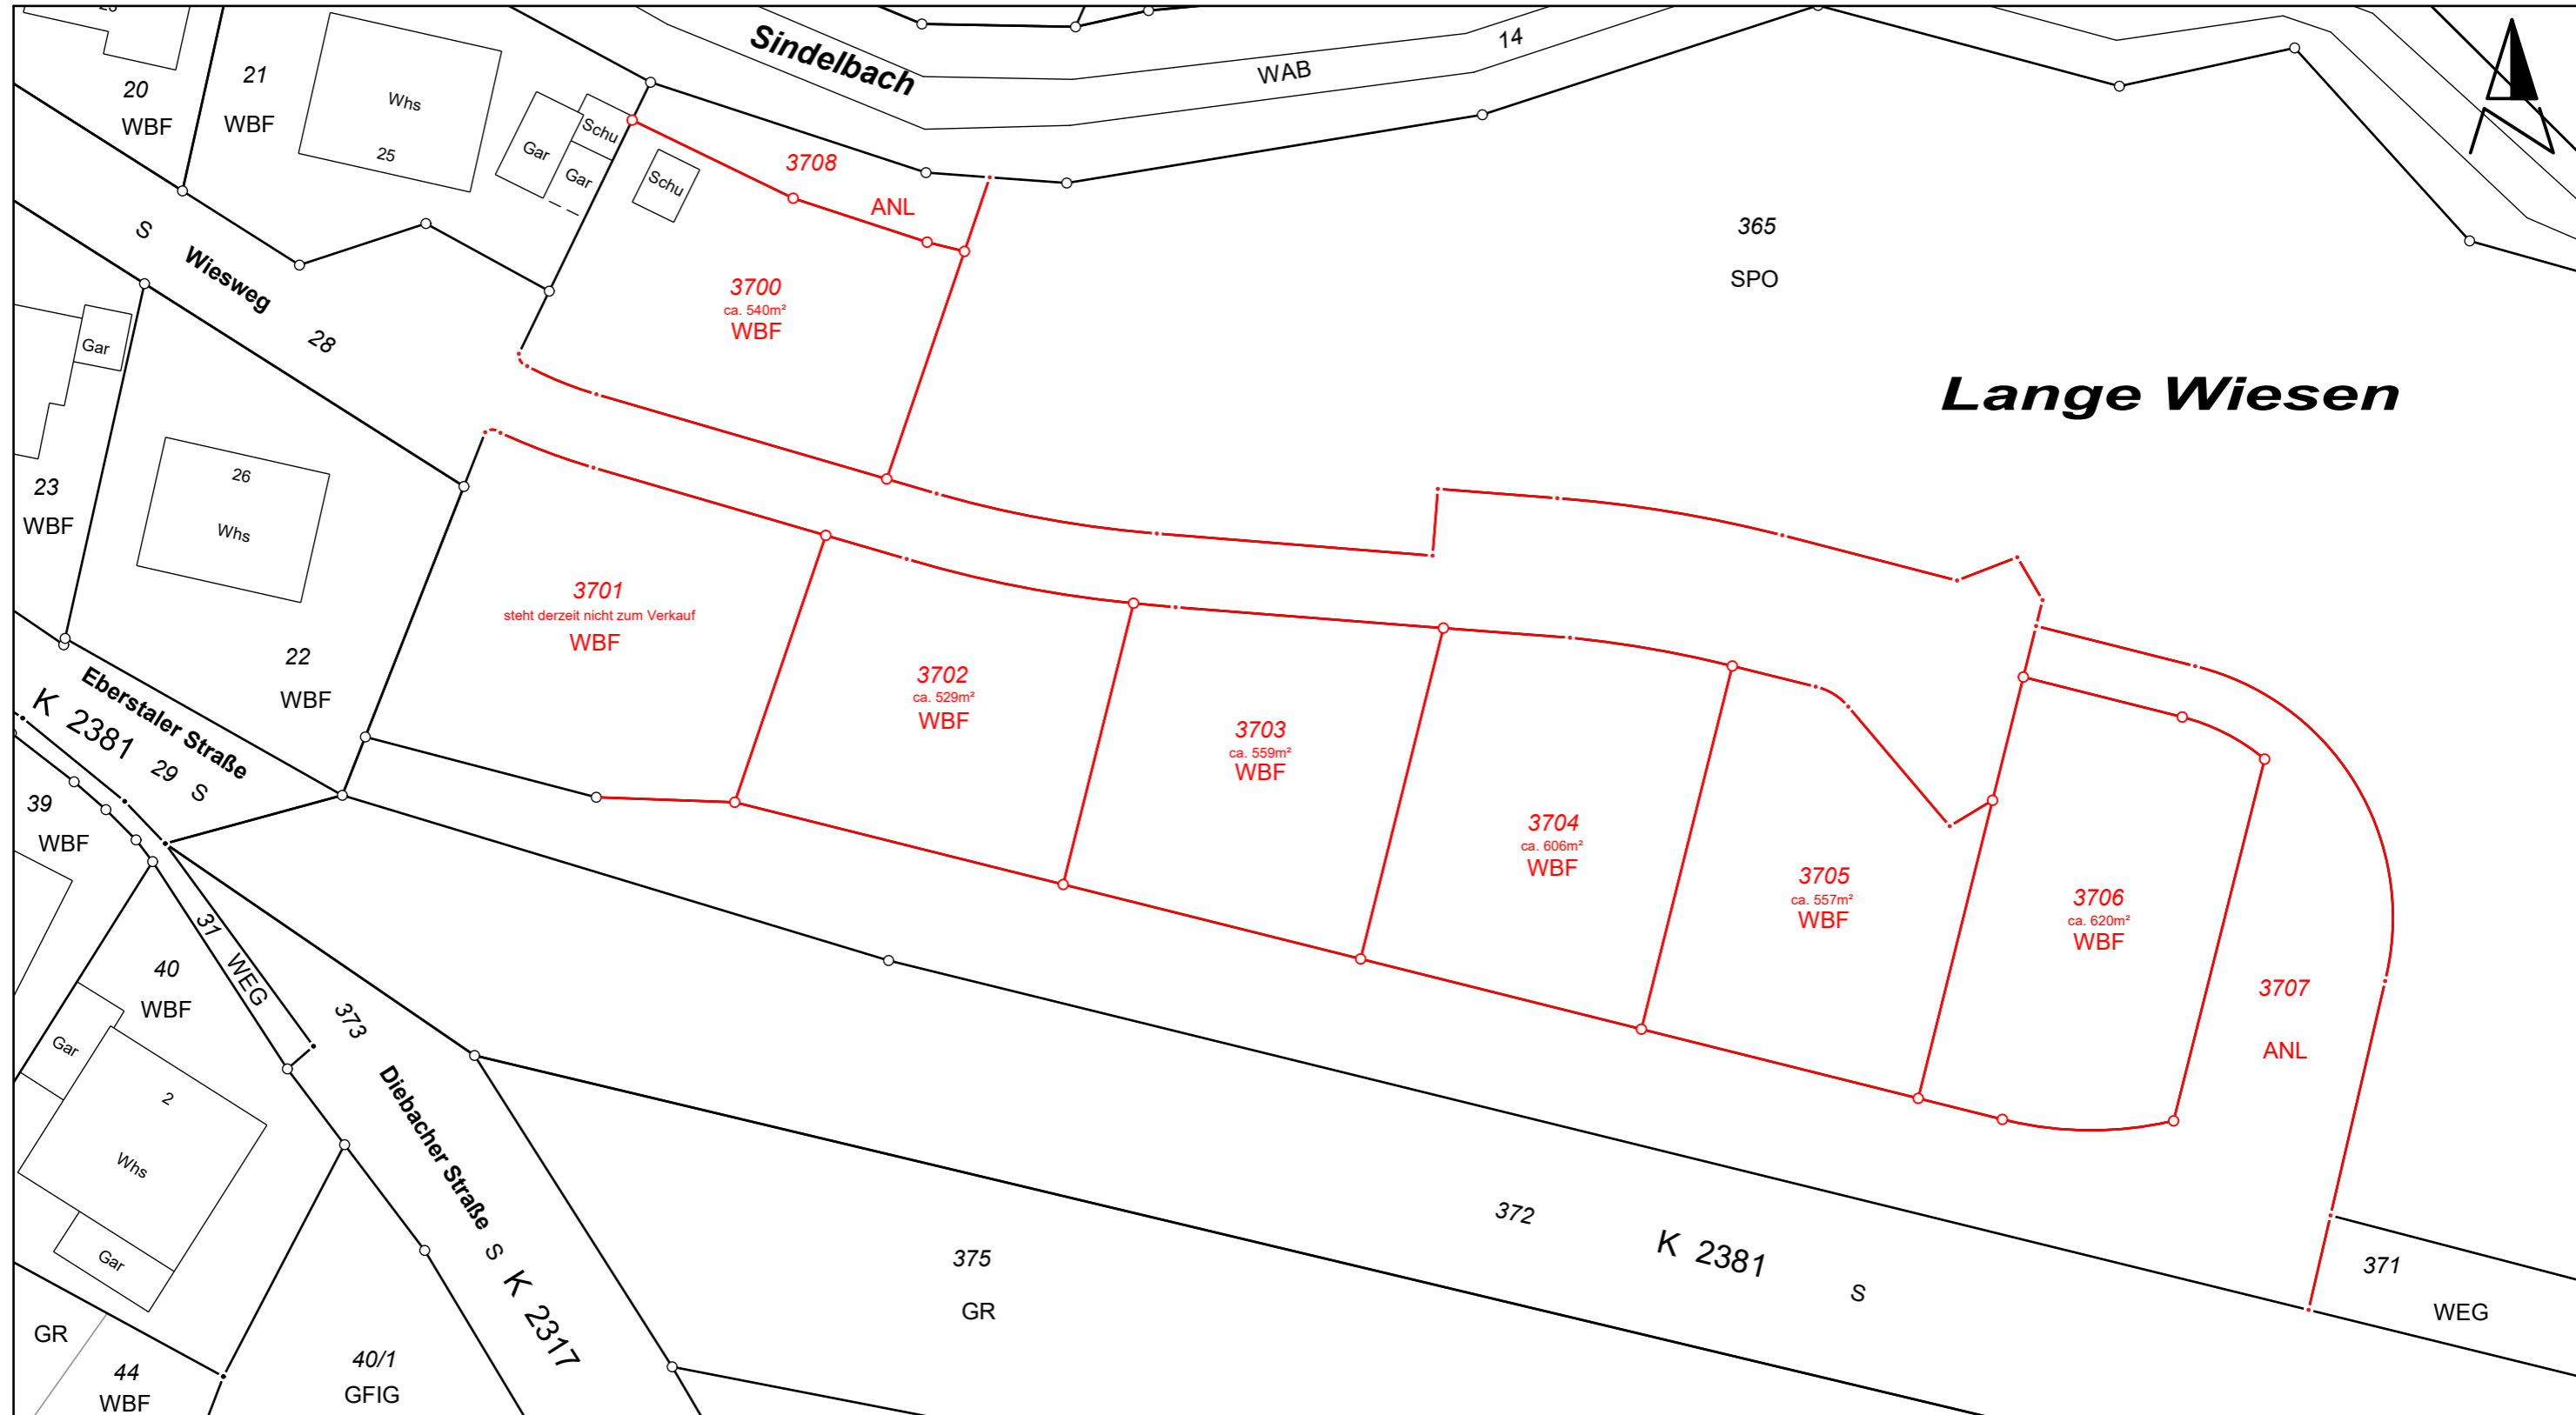 20
WBF
21
WBF
Whs
25
Gar
Schu
Gar
Schu
Sindelbach
14
WAB
3708
ANL
365
SPO
S
Wiesweg
28
3700
ca. 540m²
WBF
Lange Wiesen
Gar
23
WBF
26
Whs
22
WBF
3701
steht derzeit nicht zum Verkauf
WBF
3702
ca. 529m²
WBF
3703
ca. 559m²
WBF
3704
ca. 606m²
WBF
3705
ca. 557m²
WBF
3706
ca. 620m²
WBF
3707
ANL
Eberstaler Straße
K 2381
29 S
39
WBF
31
WEG
40
WBF
Gar
2
Whs
Gar
373
Diebacher Straße
S
K 2317
GR
44
WBF
40/1
GFIG
375
GR
372
K 2381
S
371
WEG